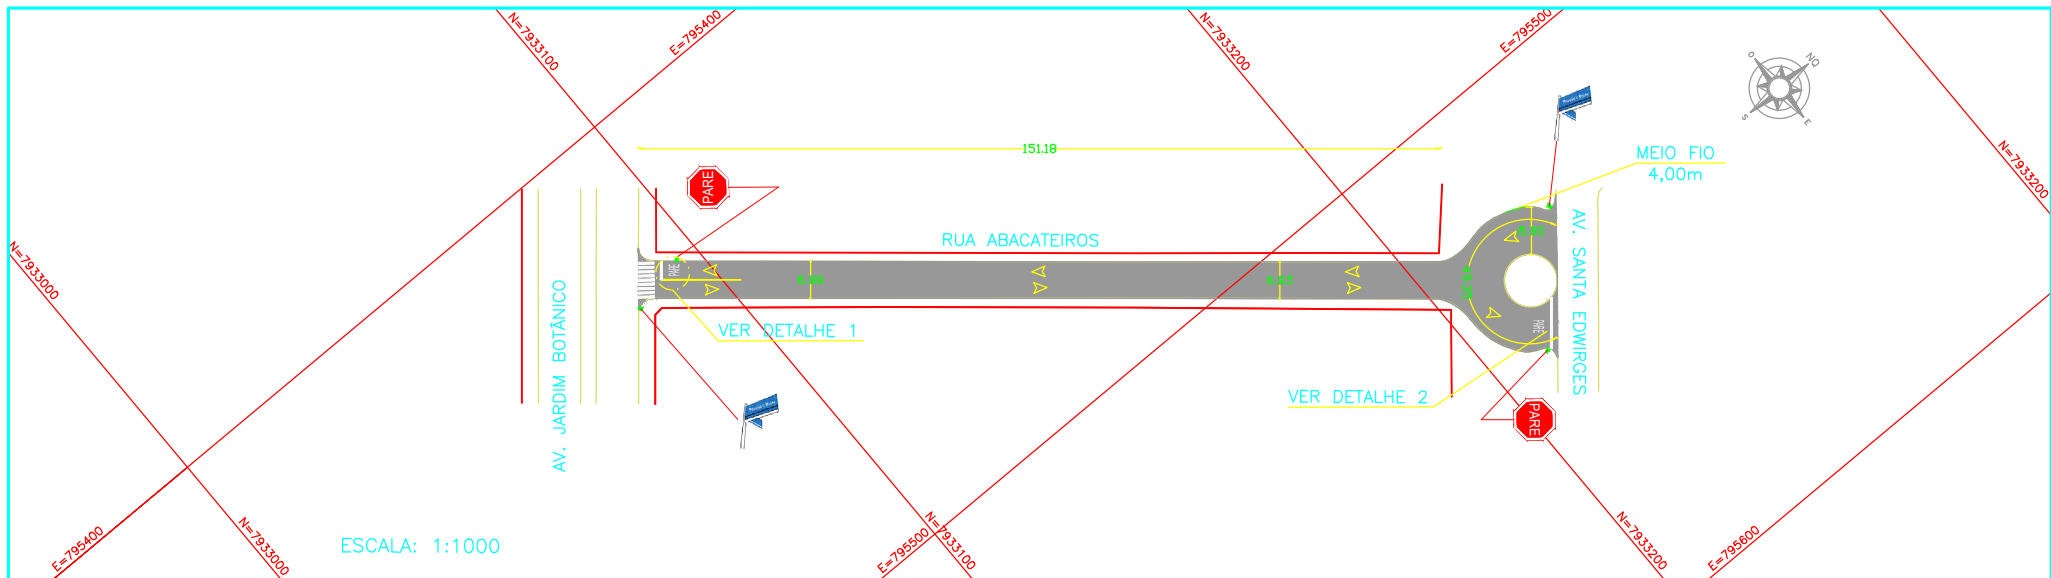 N=7933100
E=795400
N=7933200
E=795500
O
NO
S
E
N=7933200
151.18
MEIO FIO
4,00m
PARE
RUA ABACATEIROS
AV. SANTA EDWIRGES
N=7933000
PARE
VER DETALHE 1
PARE
AV. JARDIM BOTÂNICO
VER DETALHE 2
PARE
ESCALA: 1:1000
E=795400
N=7933000
E=795500
N=7933100
N=7933200
E=795600